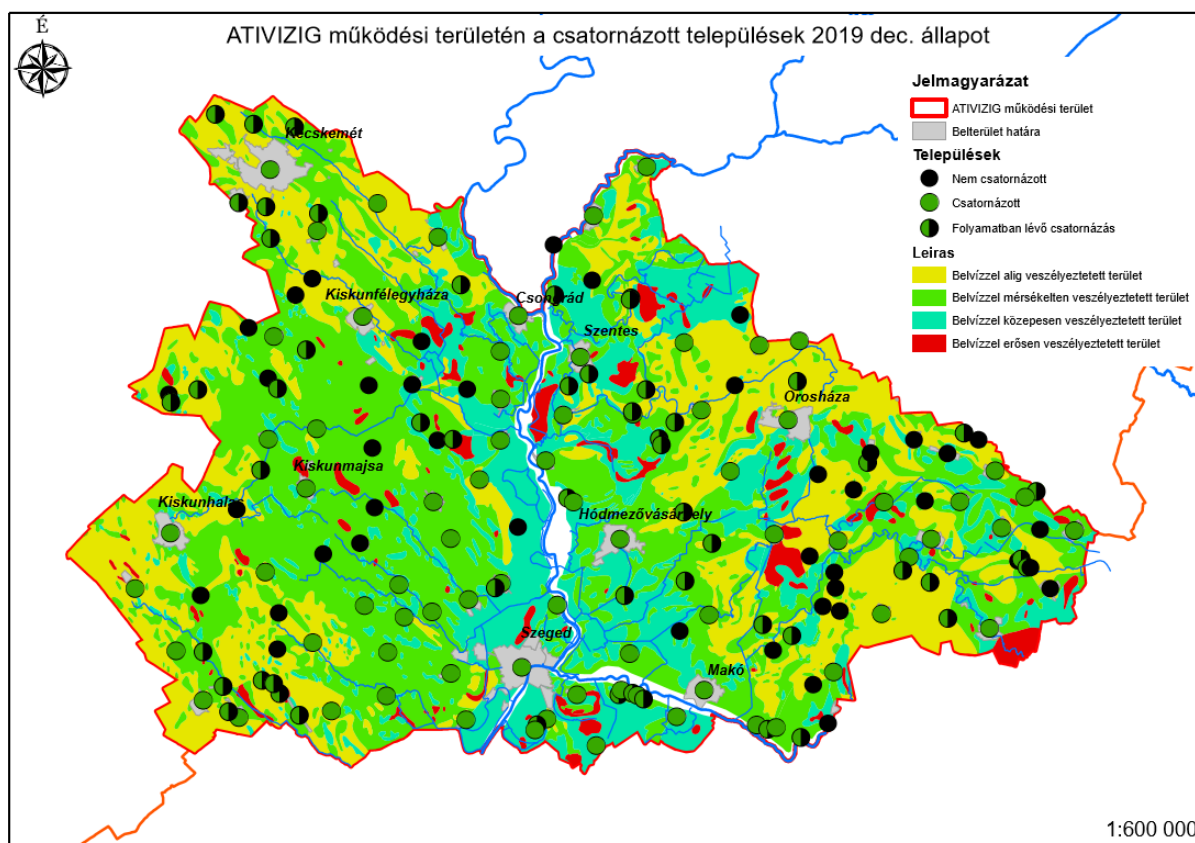 É
ATIVIZIG működési területén a csatornázott települések 2019 dec. állapot
Jelmagyarázat
ATIVIZIG működési terület
Belterület határa
Települések
Nem csatornázott
Csatornázott
Folyamatban lévő csatornázás
Leiras
Belvízzel alig veszélyeztetett terület
Belvízzel mérsékelten veszélyeztetett terület
Belvízzel közepesen veszélyeztetett terület
Belvízzel erősen veszélyeztetett terület
Kecskemét
Kiskunfélegyháza
Csongrád
Szentes
Orosháza
Kiskunmajsa
Kiskunhalas
Hódmezővásárhely
Szeged
Makó
1:600 000